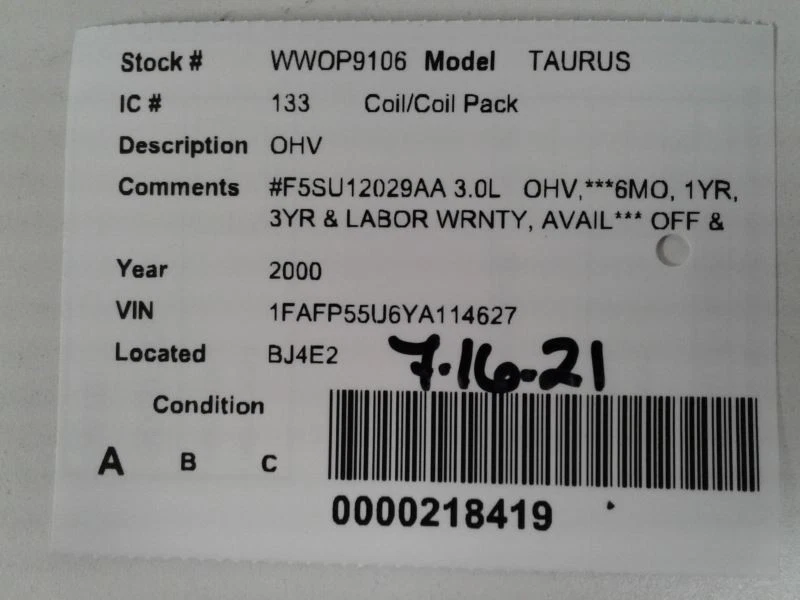 Stock # WWOP9106 Model TAURUS
IC # 133 Coil/Coil Pack
Description OHV
Comments #F5SU12029AA 3.0L OHV,***6MO, 1YR,
3YR & LABOR WRNTY, AVAIL*** OFF &
Year 2000
VIN 1FAFP55U6YA114627
Located BJ4E2
7-16-21
Condition
A B C
0000218419